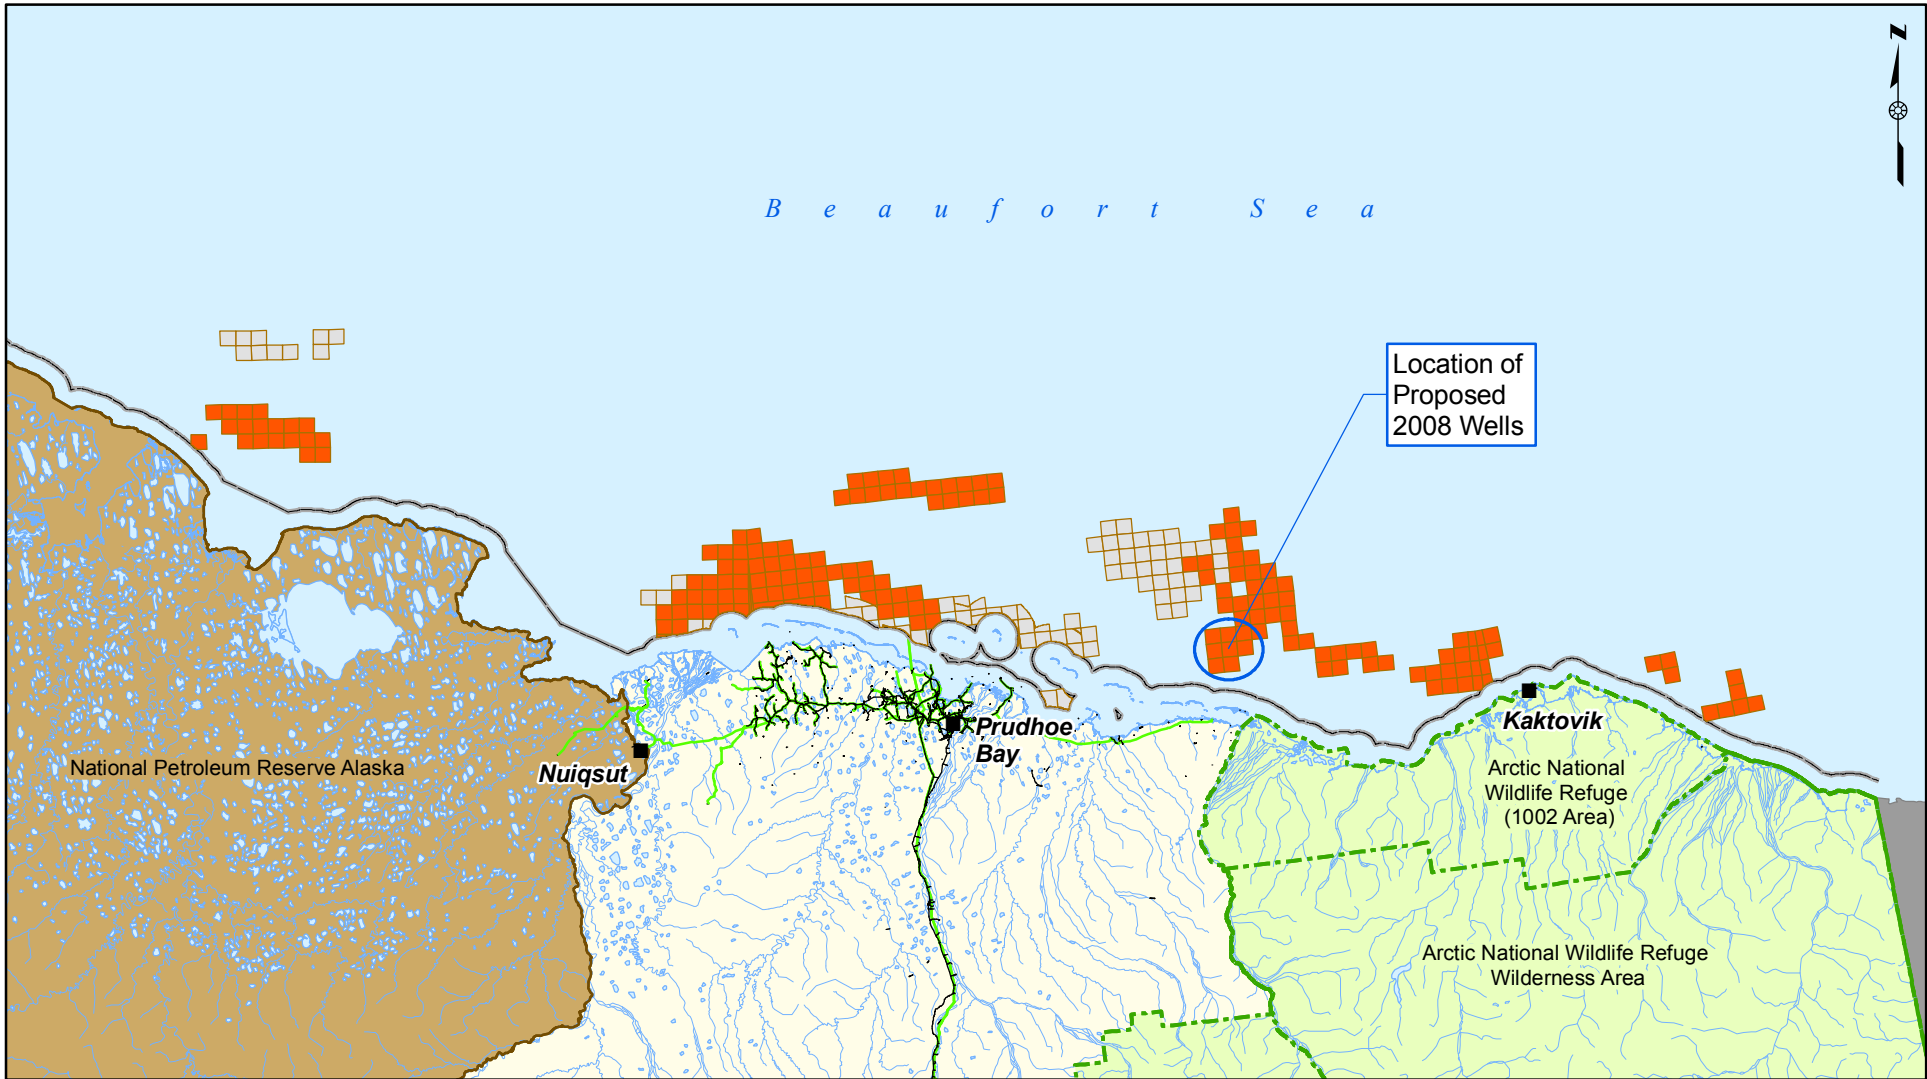 N
B e a u f o r t S e a
Location of
Proposed
2008 Wells
Prudhoe
Bay
Kaktovik
Nuiqsut
National Petroleum Reserve Alaska
Arctic National
Wildlife Refuge
(1002 Area)
Arctic National Wildlife Refuge
Wilderness Area